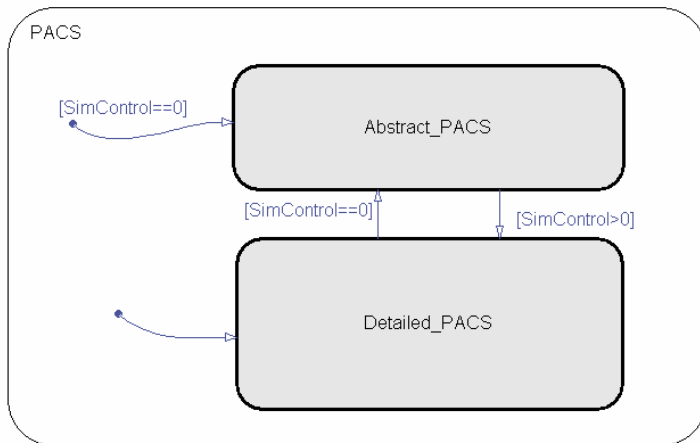 PACS
[SimControl==0]
Abstract_PACS
[SimControl==0]
[SimControl>0]
Detailed_PACS